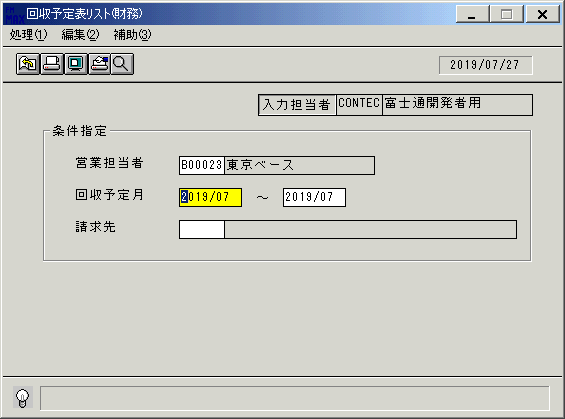 回収予定表リスト(財務)
処理(1) 編集(2) 補助(3)
2019/07/27
入力担当者 CONTEC 富士通開発者用
条件指定
営業担当者 B00023 東京ベース
回収予定月 2019/07 ～ 2019/07
請求先